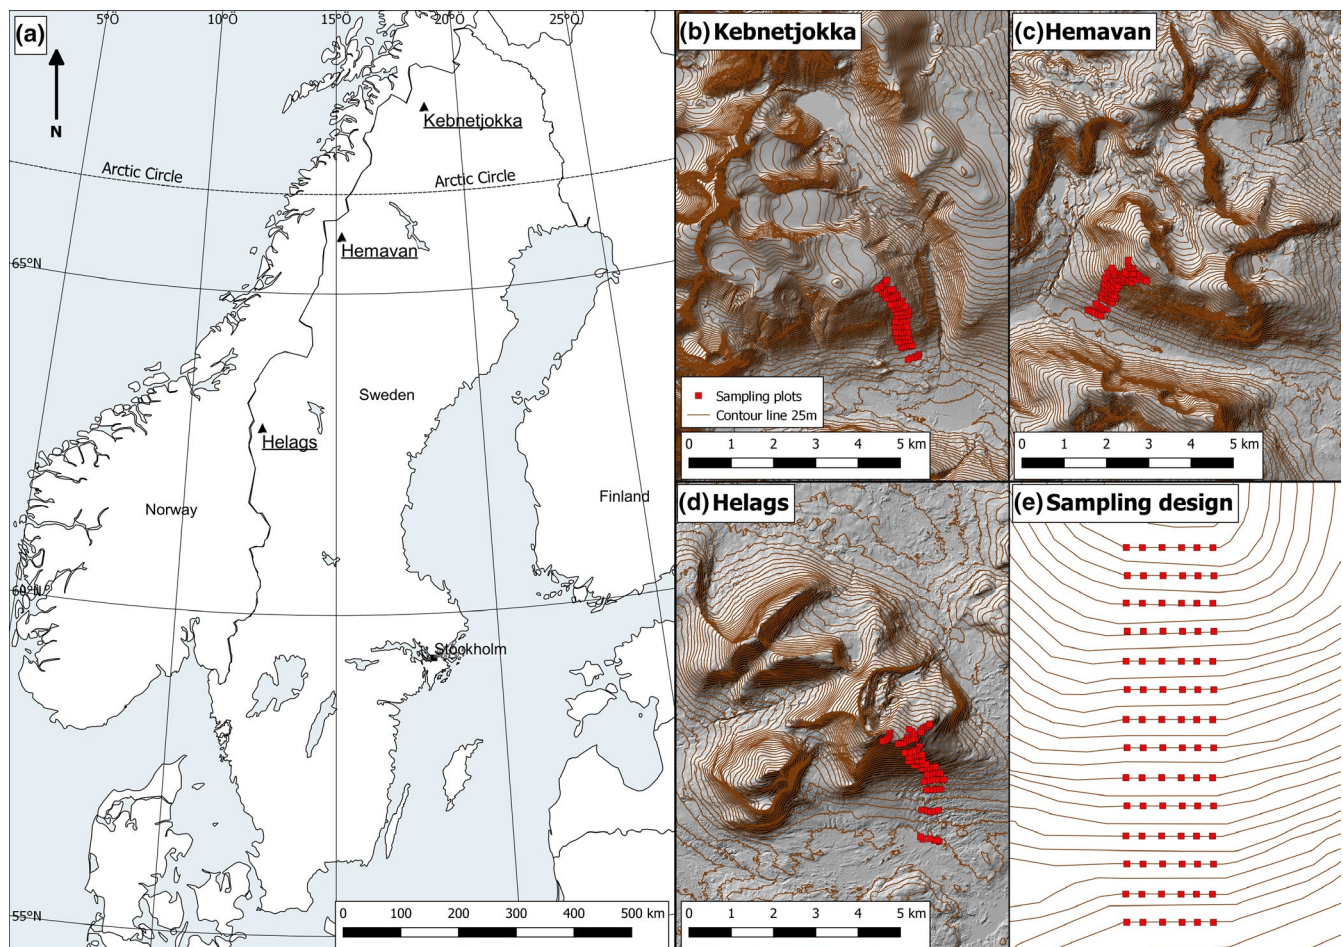 (a)
5°
10°
15°O
20°O
25°O
N
Kebnetjokka
Arctic Circle
Arctic Circle
Hemavan
65°N
Sweden
Helags
Norway
Finland
60°N
Stockholm
55°N
0 100 200 300 400 500 km
(b) Kebnetjokka
Sampling plots
Contour line 25m
0 1 2 3 4 5 km
(c) Hemavan
0 1 2 3 4 5 km
(d) Helags
0 1 2 3 4 5 km
(e) Sampling design